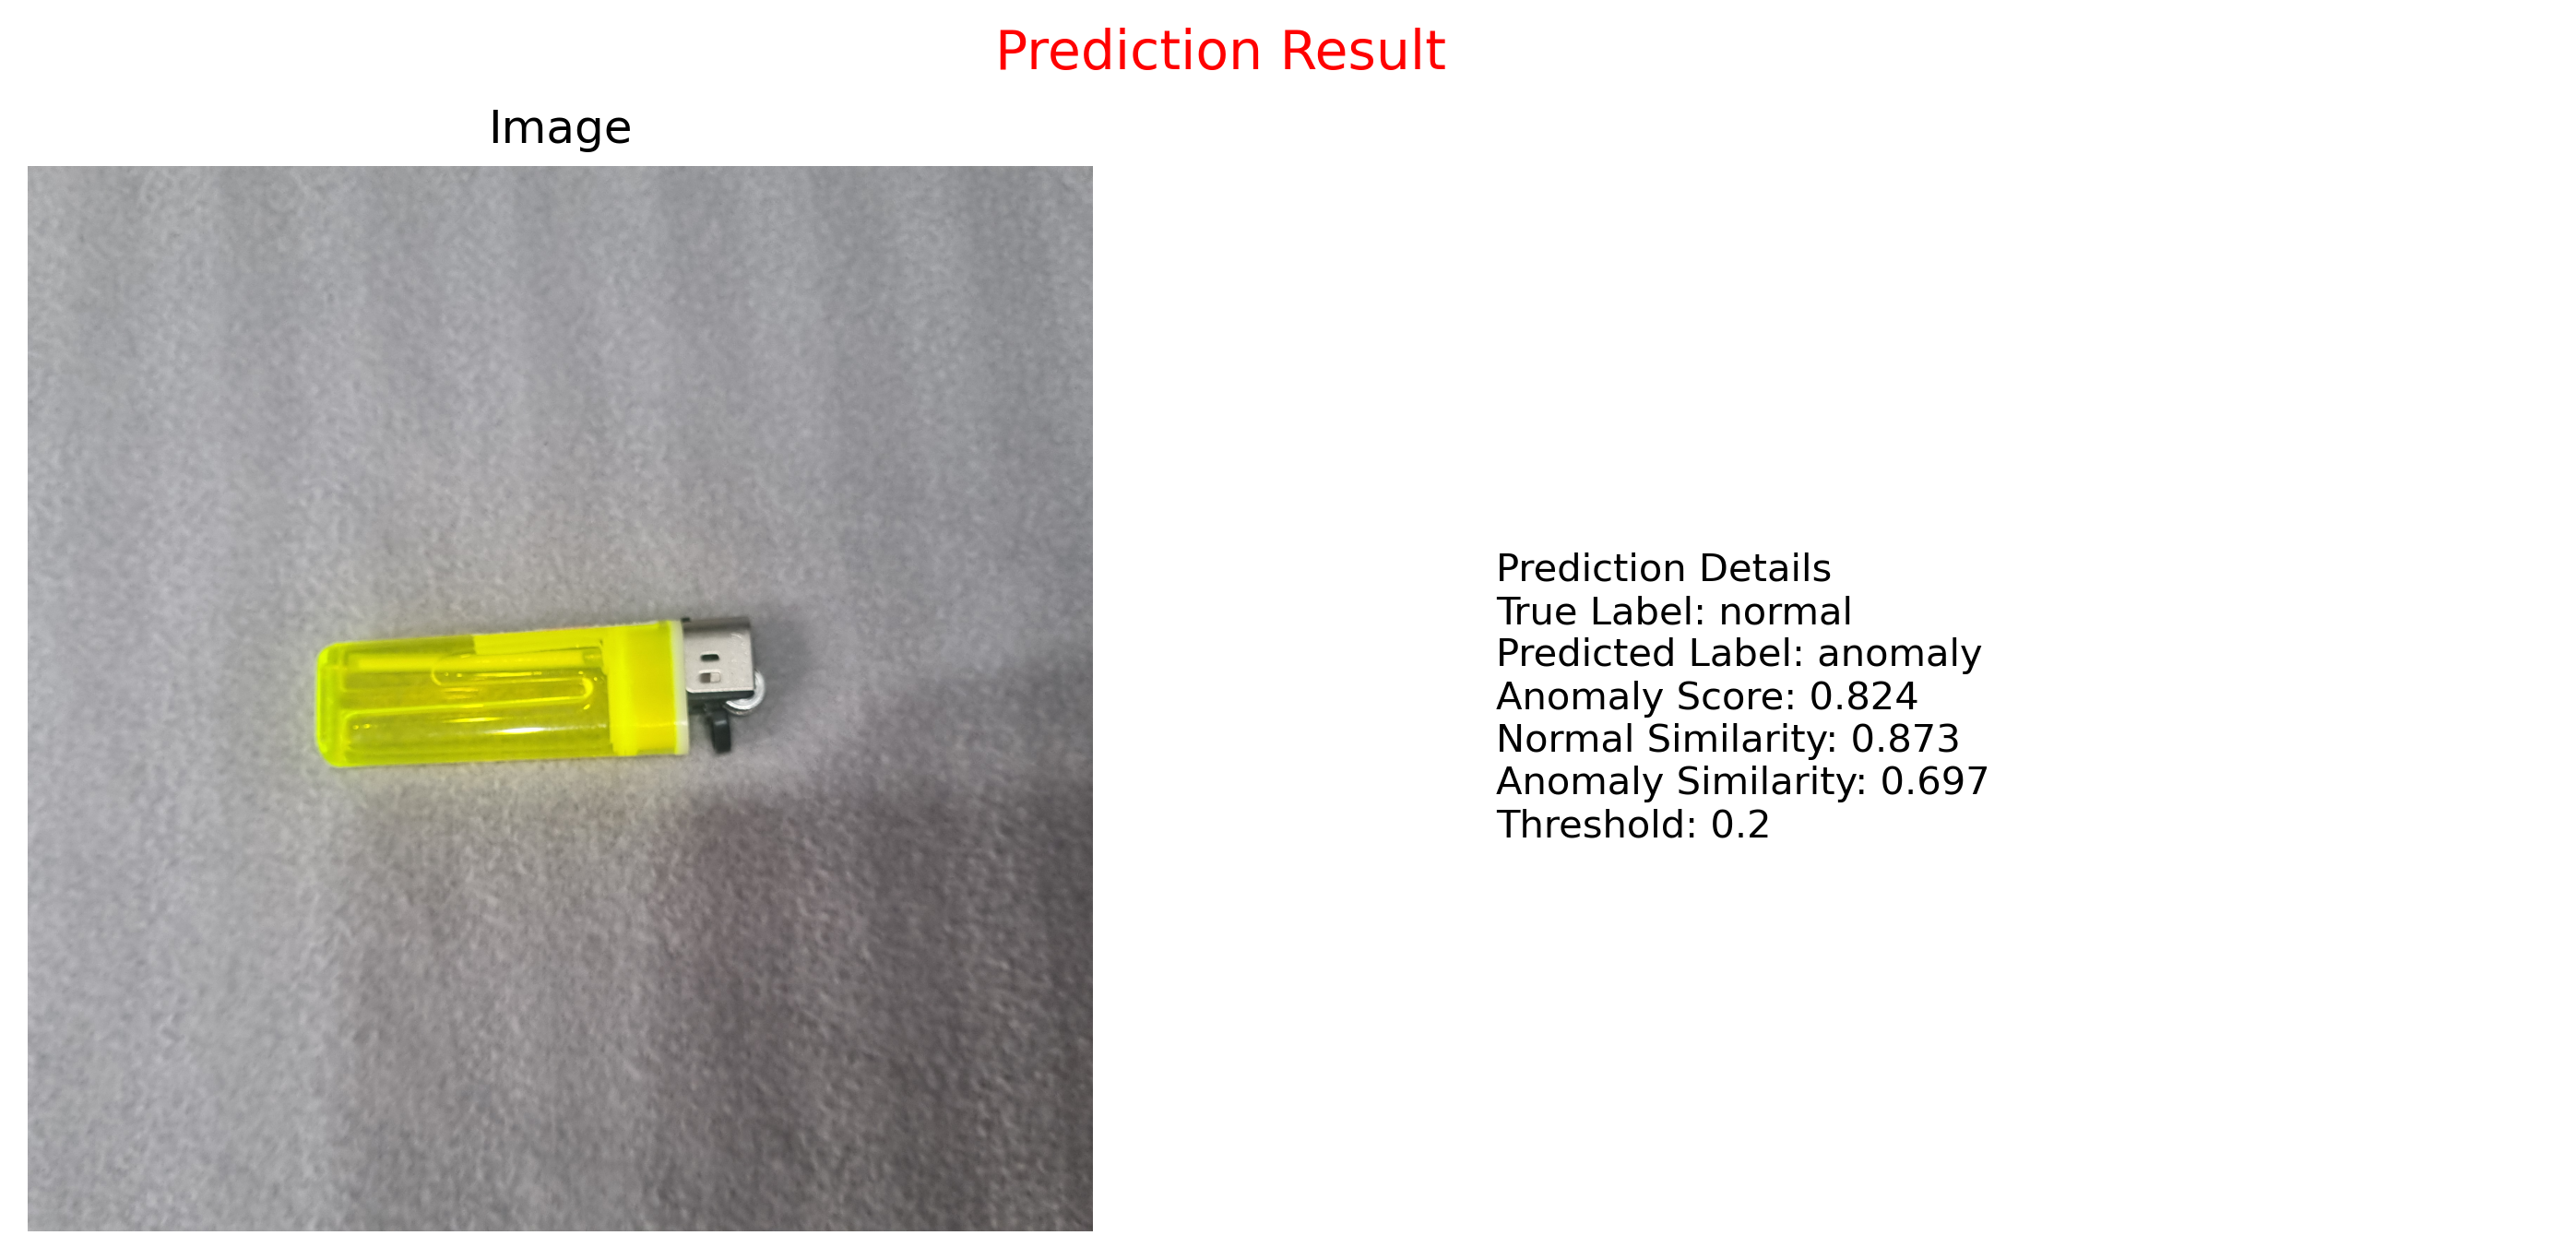 Prediction Result
Image
Prediction Details
True Label: normal
Predicted Label: anomaly
Anomaly Score: 0.824
Normal Similarity: 0.873
Anomaly Similarity: 0.697
Threshold: 0.2